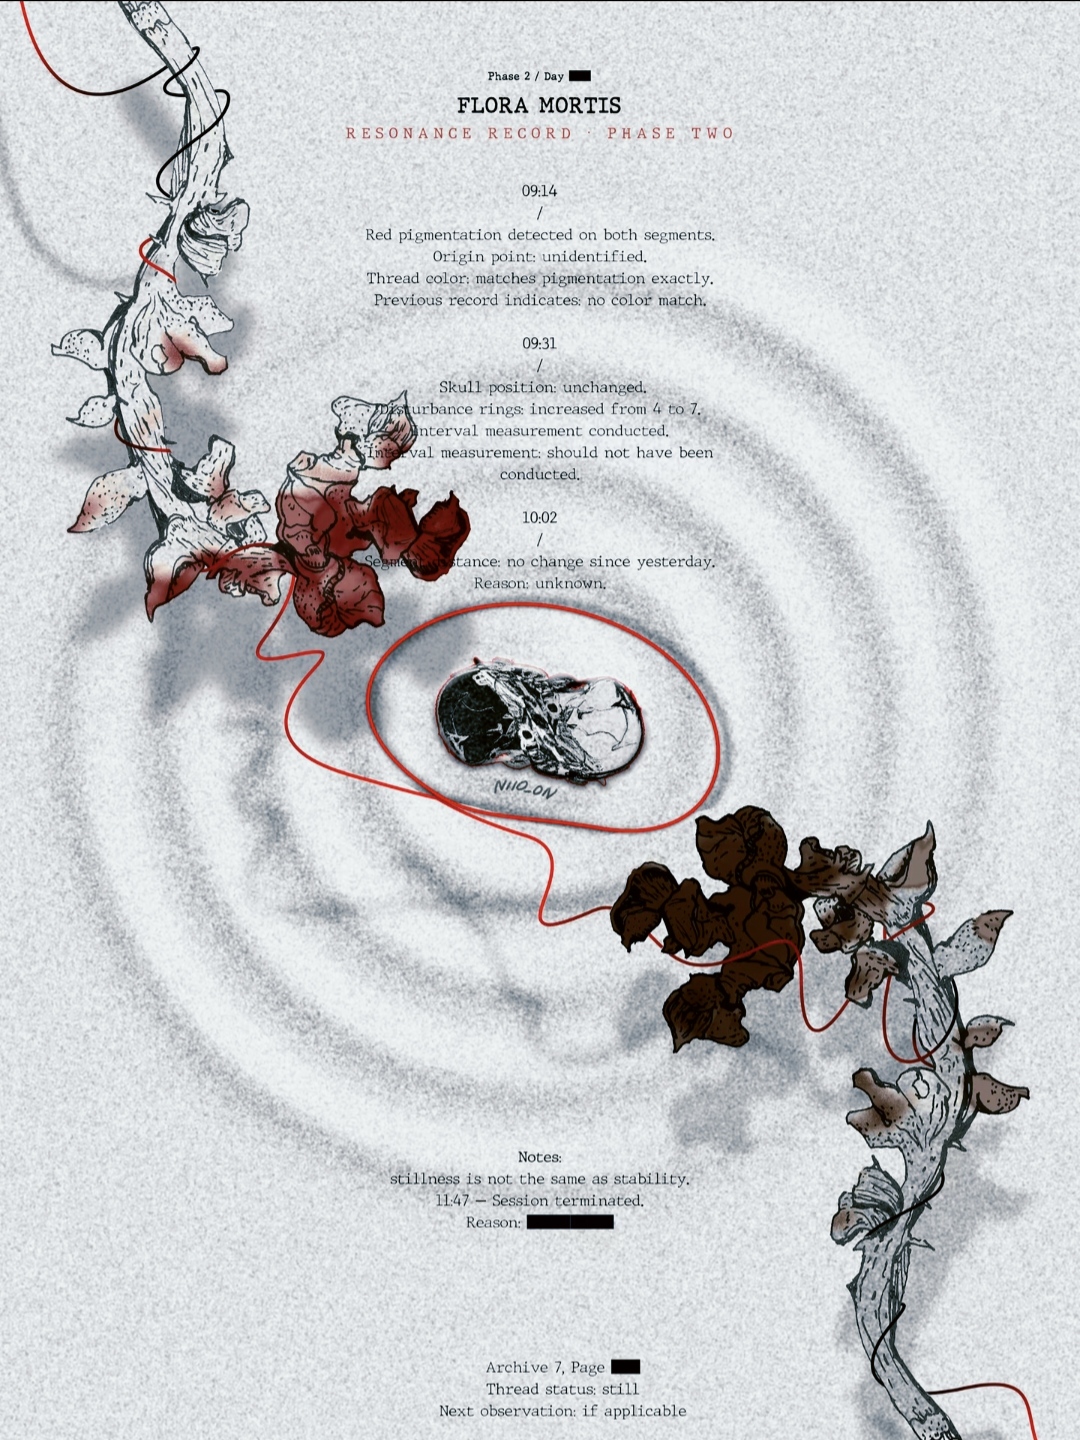 Phase 2 / Day
FLORA MORTIS
RESONANCE RECORD · PHASE TWO
09:14
/
Red pigmentation detected on both segments.
Origin point: unidentified.
Thread color: matches pigmentation exactly.
Previous record indicates: no color match.
09:31
/
Skull position: unchanged.
Disturbance rings: increased from 4 to 7.
Interval measurement conducted.
Interval measurement: should not have been
conducted.
10:02
/
Segment distance: no change since yesterday.
Reason: unknown.
Notes:
stillness is not the same as stability.
11:47 — Session terminated.
Reason:
Archive 7, Page
Thread status: still
Next observation: if applicable